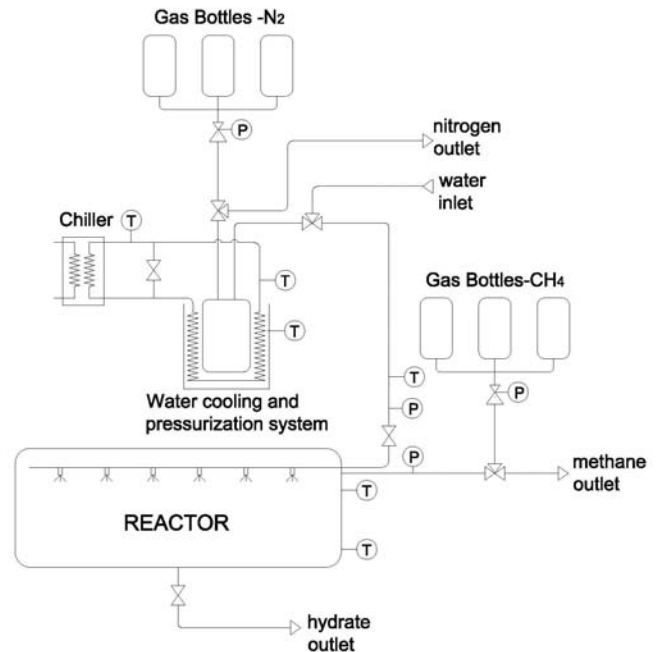 Gas Bottles -N2
P
nitrogen
outlet
water
inlet
Chiller
T
T
T
Gas Bottles-CH4
Water cooling and
pressurization system
T
P
P
P
methane
outlet
T
REACTOR
T
hydrate
outlet